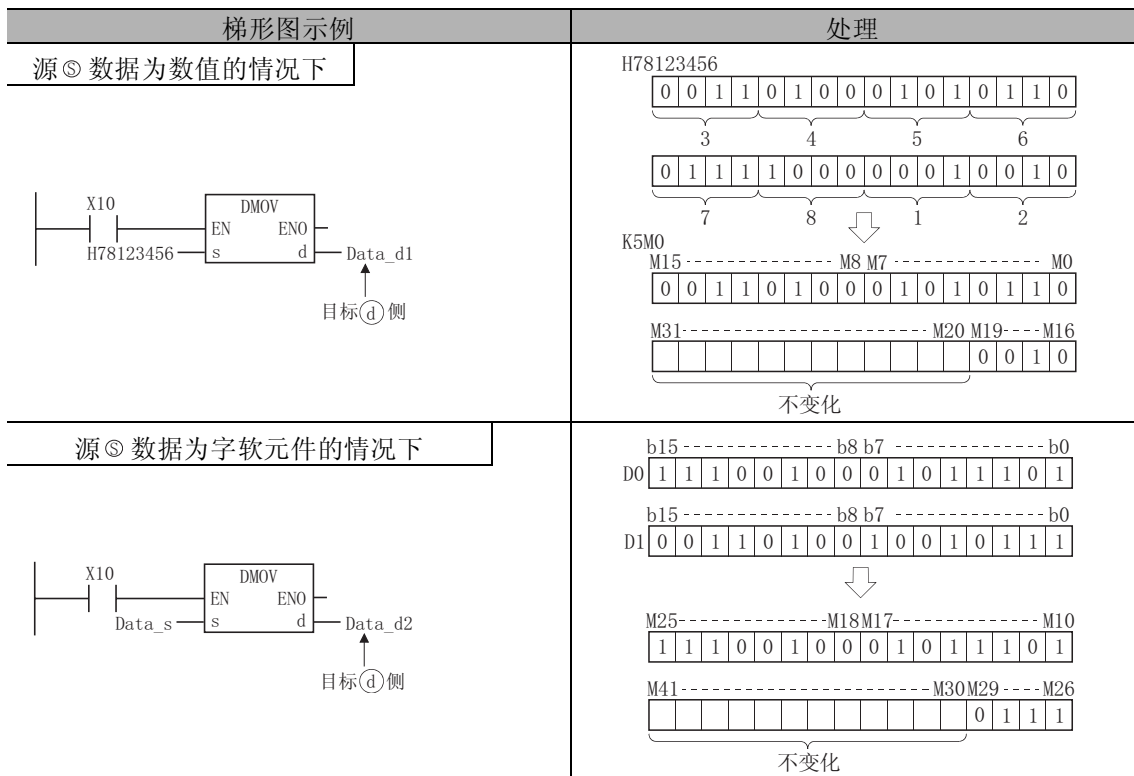 梯形图示例 处理
源Ⓢ数据为数值的情况下
X10
DMOV
EN ENO
H78123456 s d Data_d1
目标ⓓ侧
H78123456
0 0 1 1 0 1 0 0 0 1 0 1 0 1 1 0
3 4 5 6
0 1 1 1 1 0 0 0 0 0 0 1 0 0 1 0
7 8 1 2
K5M0
M15 M8 M7 M0
0 0 1 1 0 1 0 0 0 1 0 1 0 1 1 0
M31 M20 M19 M16
0 0 1 0
不变化
源Ⓢ数据为字软元件的情况下
X10
DMOV
EN ENO
Data_s s d Data_d2
目标ⓓ侧
b15 b8 b7 b0
D0 1 1 1 0 0 1 0 0 0 1 0 1 1 1 0 1
b15 b8 b7 b0
D1 0 0 1 1 0 1 0 0 1 0 0 1 0 1 1 1
M25 M18 M17 M10
1 1 1 0 0 1 0 0 0 1 0 1 1 1 0 1
M41 M30 M29 M26
0 1 1 1
不变化